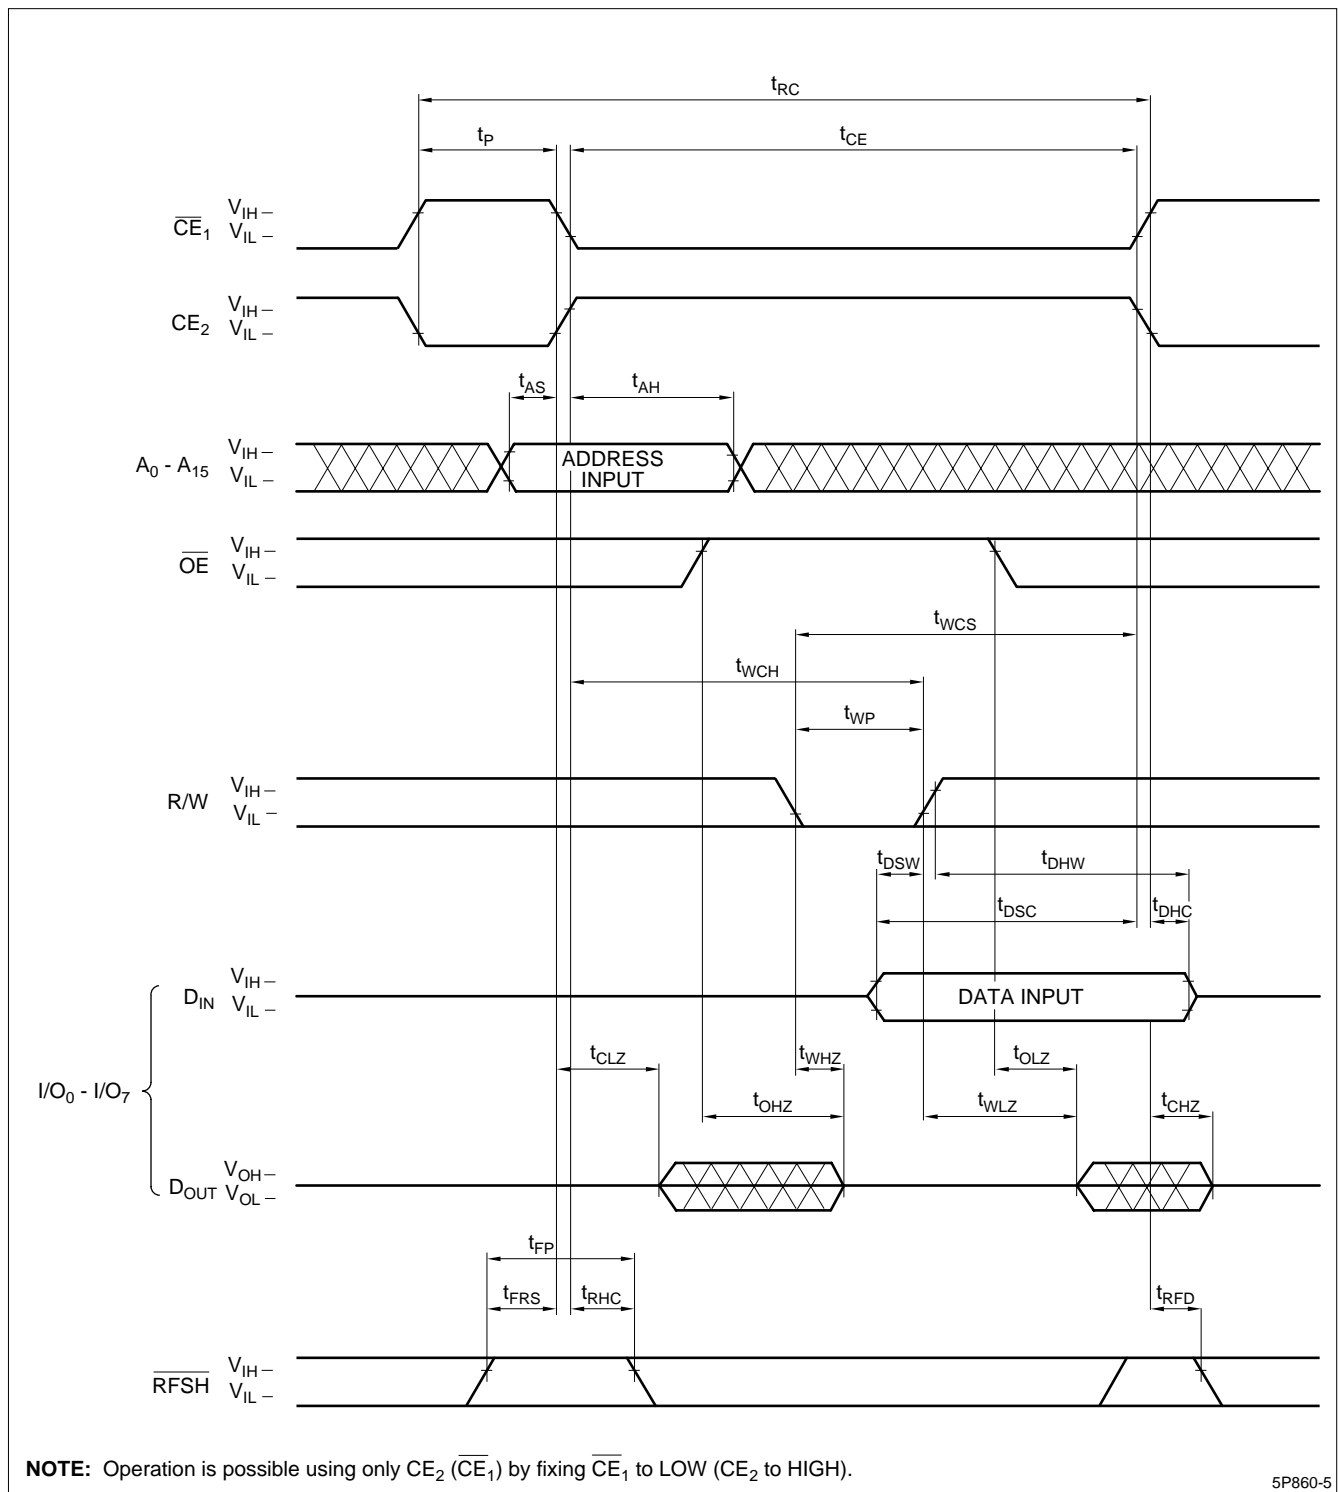 tRC
tP
tCE
CE1
VIH
VIL
CE2
VIH
VIL
tAS
tAH
A0 - A15
VIH
VIL
ADDRESS
INPUT
OE
VIH
VIL
tWCS
tWCH
tWP
R/W
VIH
VIL
tDSW
tDHW
tDSC
tDHC
DIN
VIH
VIL
DATA INPUT
tCLZ
tWHZ
tOLZ
I/O0 - I/O7
tOHZ
tWLZ
tCHZ
DOUT
VOH
VOL
tFP
tFRS
tRHC
tRFD
RFSH
VIH
VIL
NOTE: Operation is possible using only CE2 (CE1) by fixing CE1 to LOW (CE2 to HIGH).
5P860-5